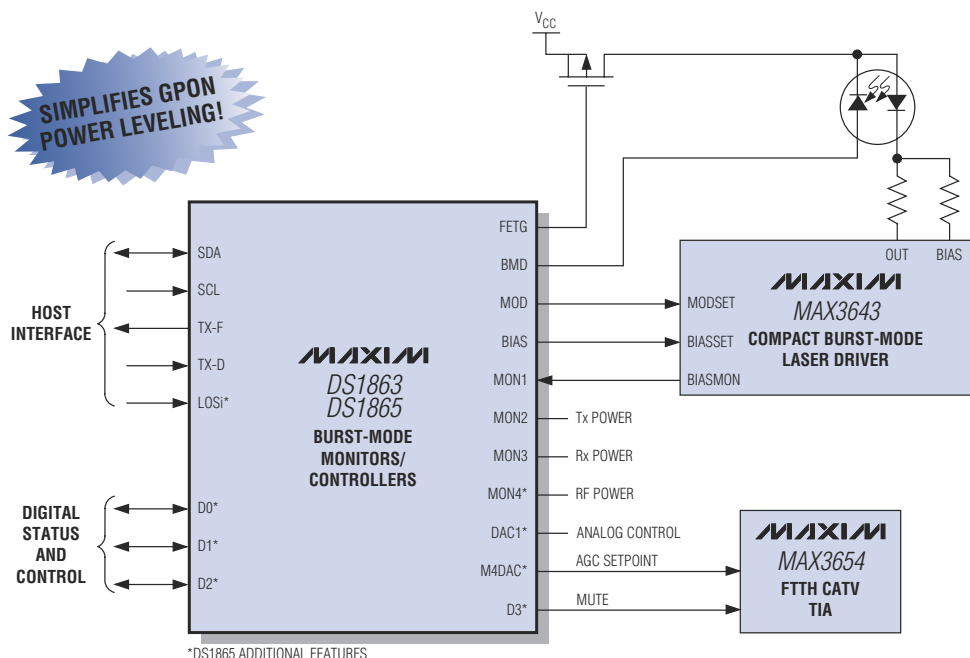 SIMPLIFIES GPON
POWER LEVELING!
VCC
HOST
INTERFACE
SDA
SCL
TX-F
TX-D
LOSi*
DIGITAL
STATUS
AND
CONTROL
D0*
D1*
D2*
MAXIM
DS1863
DS1865
BURST-MODE
MONITORS/
CONTROLLERS
FETG
BMD
MOD
BIAS
MON1
MON2
MON3
MON4*
DAC1*
M4DAC*
D3*
Tx POWER
Rx POWER
RF POWER
ANALOG CONTROL
AGC SETPOINT
MUTE
OUT
BIAS
MODSET
BIASSET
BIASMON
MAXIM
MAX3643
COMPACT BURST-MODE
LASER DRIVER
MAXIM
MAX3654
FTTH CATV
TIA
*DS1865 ADDITIONAL FEATURES